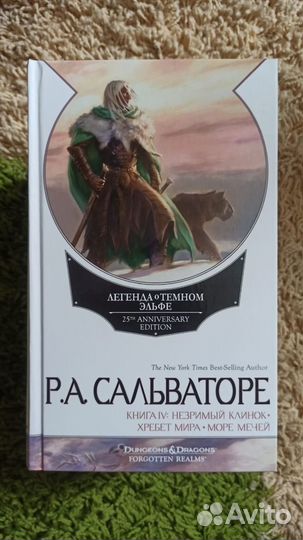 ЛЕГЕНДА О ТЕМНОМ
ЭЛЬФЕ
25TH ANNIVERSARY
EDITION
The New York Times Best-Selling Author
Р.А. САЛЬВАТОРЕ
КНИГА IV: НЕЗРИМЫЙ КЛИНОК •
ХРЕБЕТ МИРА • МОРЕ МЕЧЕЙ
DUNGEONS & DRAGONS
FORGOTTEN REALMS
Avito